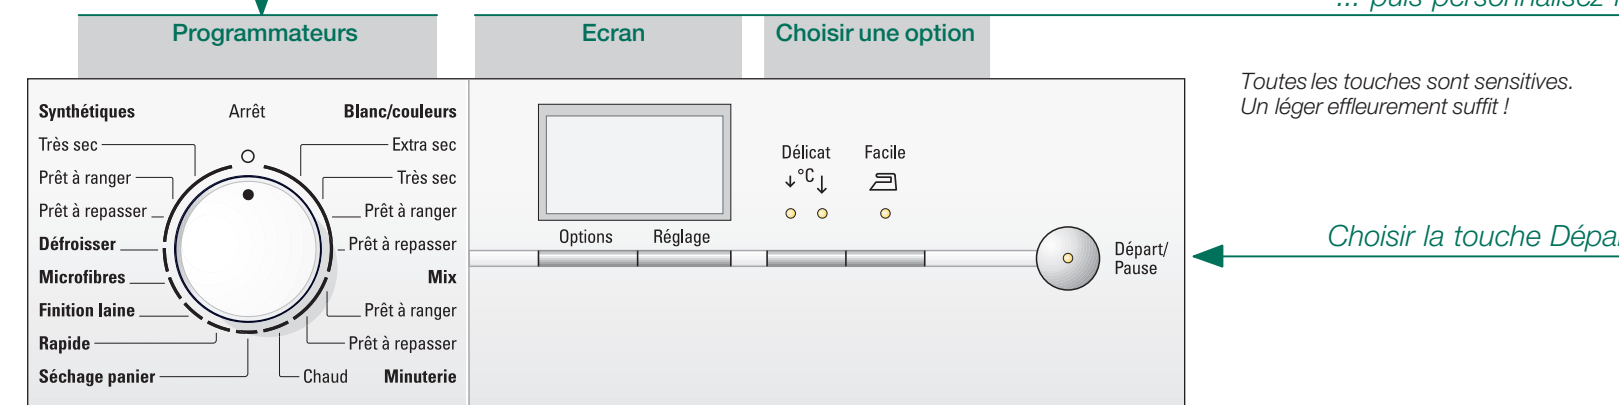 ... puis personnalisez
Programmateurs
Ecran
Choisir une option
Toutes les touches sont sensitives.
Un léger effleurement suffit !
Synthétiques
Arrêt
Blanc/couleurs
Très sec
Extra sec
Prêt à ranger
Très sec
Prêt à repasser
Prêt à ranger
Défroisser
Prêt à repasser
Microfibres
Mix
Finition laine
Prêt à ranger
Rapide
Prêt à repasser
Séchage panier
Chaud
Minuterie
Options
Réglage
Délicat
°C
Facile
Départ/
Pause
Choisir la touche